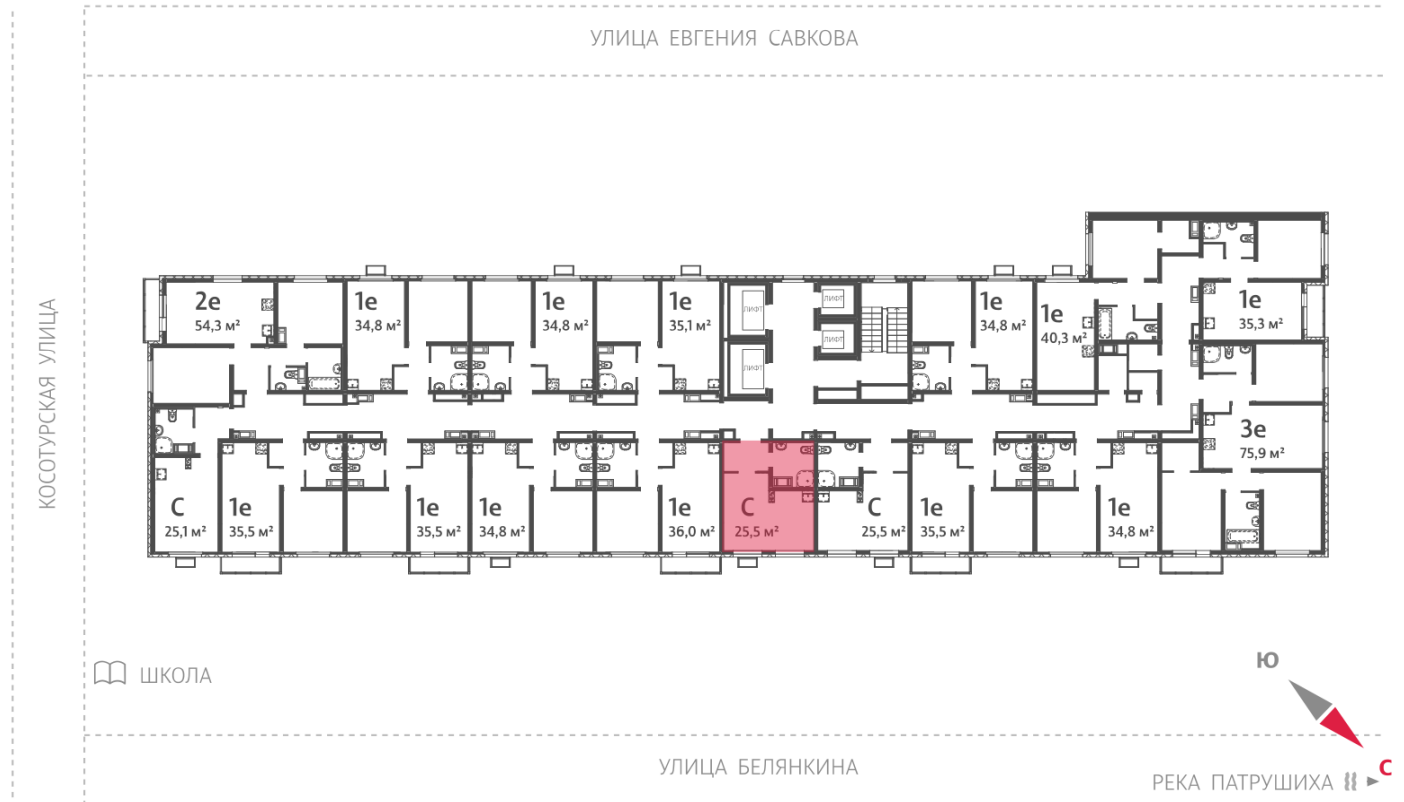 УЛИЦА ЕВГЕНИЯ САВКОВА
КОСОТУРСКАЯ УЛИЦА
2е
54,3 м²
1е
34,8 м²
1е
34,8 м²
1е
35,1 м²
ЛИФТ
ЛИФТ
ЛИФТ
ЛИФТ
1е
34,8 м²
1е
40,3 м²
1е
35,3 м²
3е
75,9 м²
С
25,1 м²
1е
35,5 м²
1е
35,5 м²
1е
34,8 м²
1е
36,0 м²
С
25,5 м²
С
25,5 м²
1е
35,5 м²
1е
34,8 м²
ШКОЛА
Ю
С
УЛИЦА БЕЛЯНКИНА
РЕКА ПАТРУШИХА